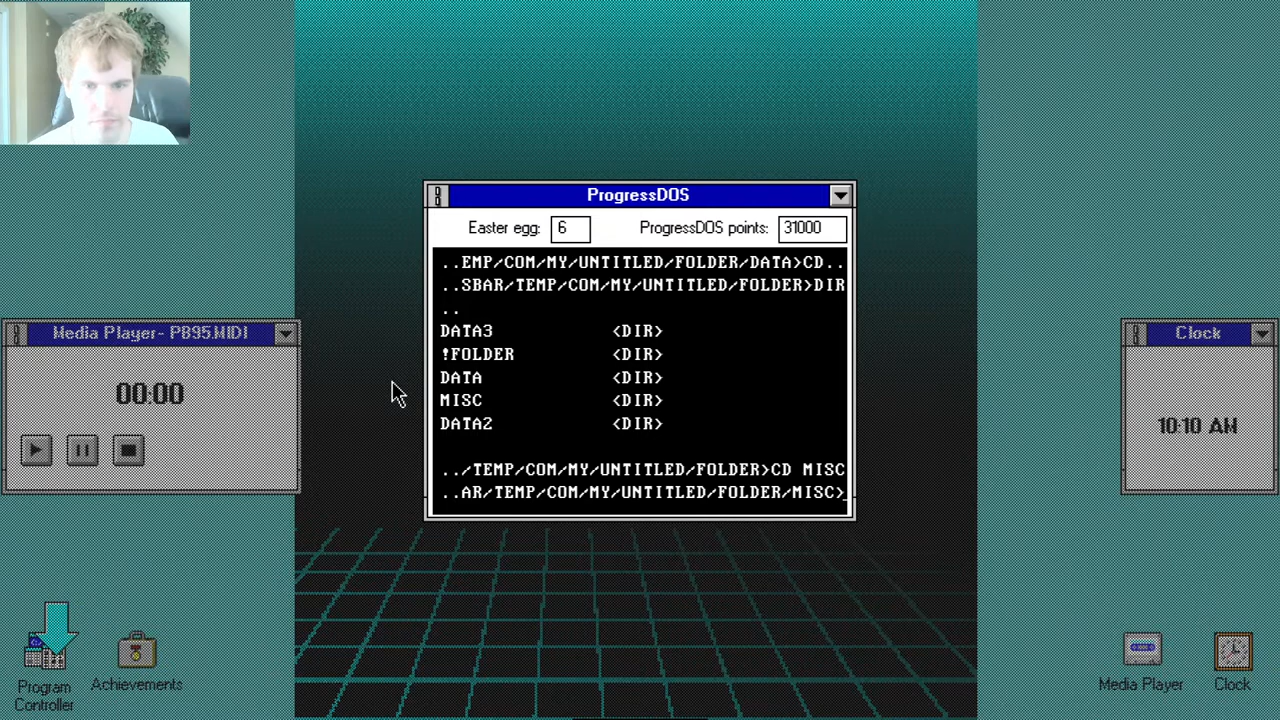 ProgressDOS
Easter egg: 6 ProgressDOS points: 31000
..EMP/COM/MY/UNTITLED/FOLDER/DATA>CD..
..SBAR/TEMP/COM/MY/UNTITLED/FOLDER>DIR
..
DATA3 <DIR>
!FOLDER <DIR>
DATA <DIR>
MISC <DIR>
DATA2 <DIR>
../TEMP/COM/MY/UNTITLED/FOLDER>CD MISC
..AR/TEMP/COM/MY/UNTITLED/FOLDER/MISC>_
Media Player- PB95.MIDI
00:00
Clock
10:10 AM
Program
Controller
Achievements
Media Player
Clock